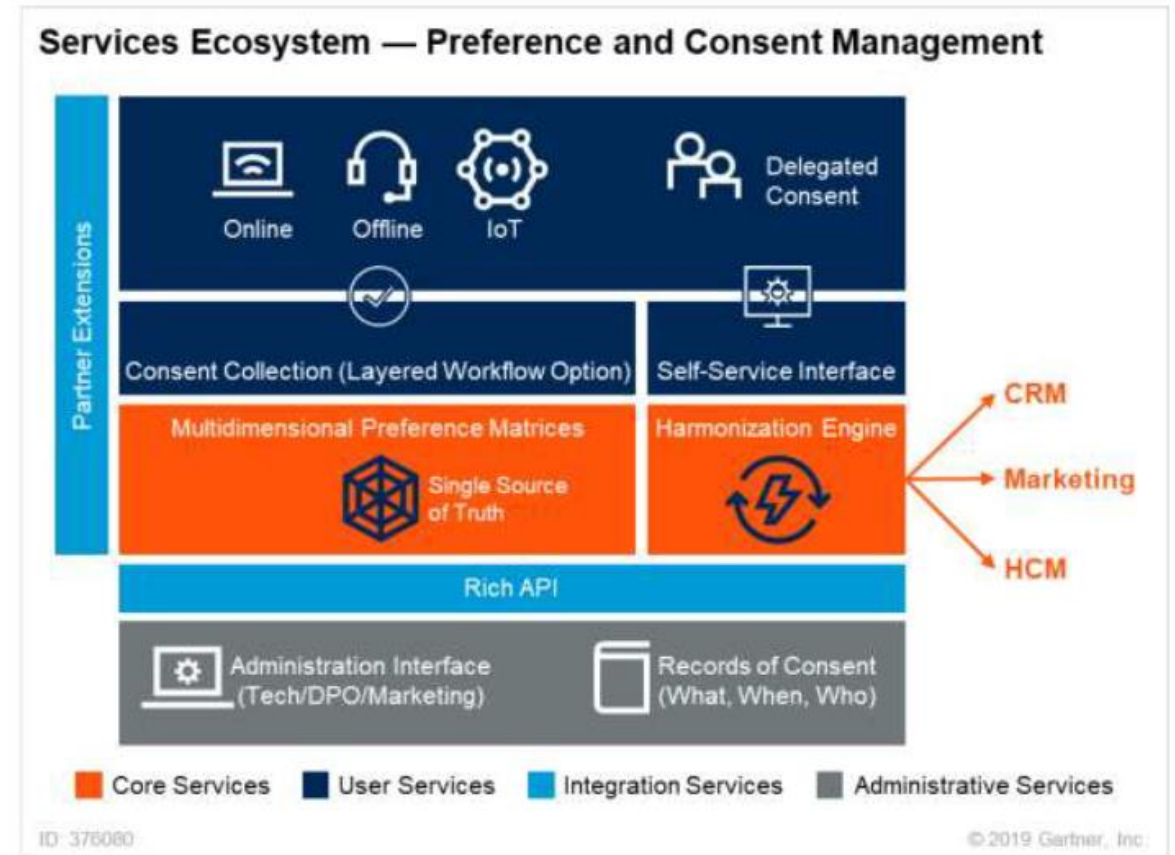 Services Ecosystem — Preference and Consent Management
Partner Extensions
Online
Offline
IoT
Delegated
Consent
Consent Collection (Layered Workflow Option)
Self-Service Interface
Multidimensional Preference Matrices
Single Source
of Truth
Harmonization Engine
CRM
Marketing
HCM
Rich API
Administration Interface
(Tech/DPO/Marketing)
Records of Consent
(What, When, Who)
Core Services
User Services
Integration Services
Administrative Services
ID: 376080
© 2019 Gartner, Inc.